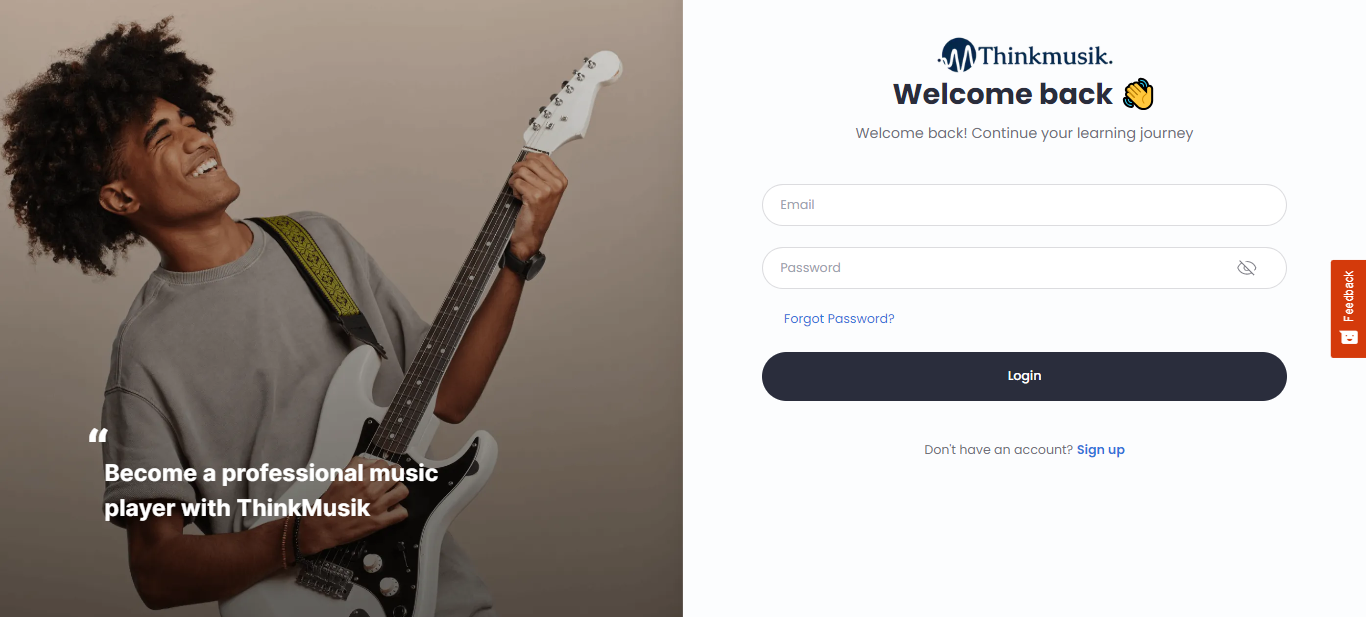 “
Become a professional music
player with ThinkMusik
Thinkmusik.
Welcome back 👋
Welcome back! Continue your learning journey
Email
Password
Forgot Password?
Login
Don't have an account? Sign up
Feedback